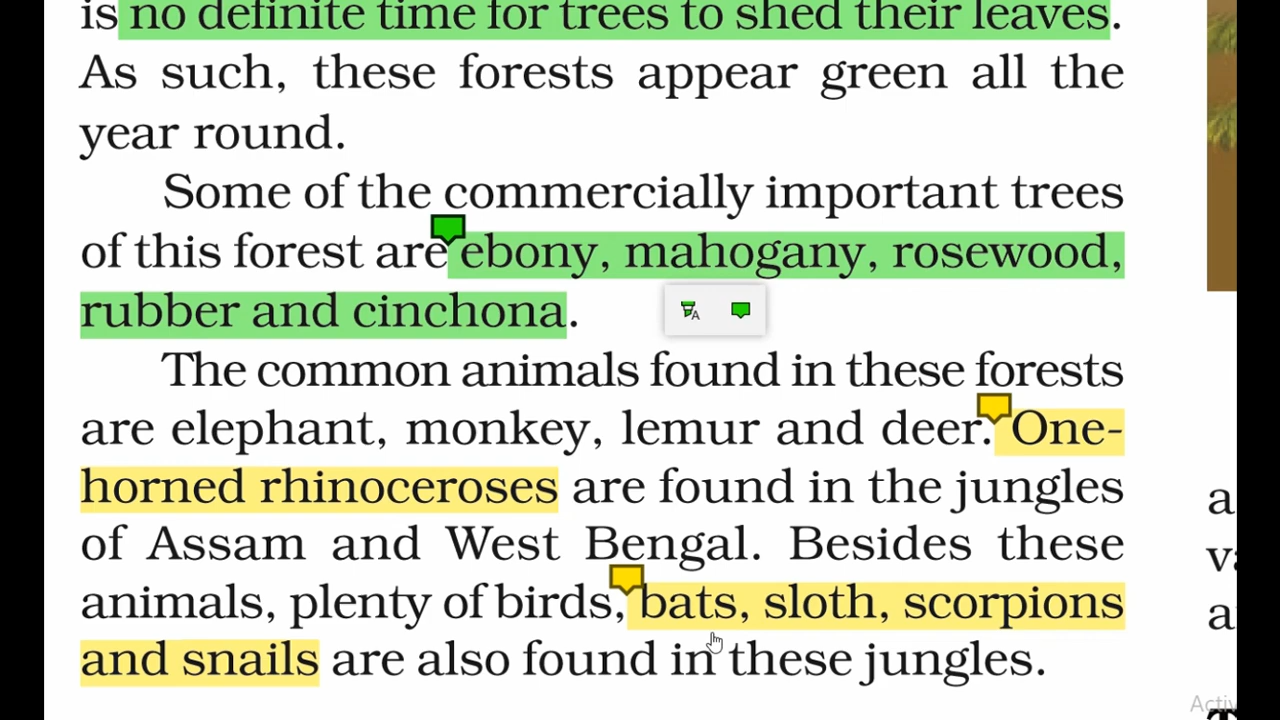 is no definite time for trees to shed their leaves.
As such, these forests appear green all the
year round.
Some of the commercially important trees
of this forest are ebony, mahogany, rosewood,
rubber and cinchona.
The common animals found in these forests
are elephant, monkey, lemur and deer. One-
horned rhinoceroses are found in the jungles
of Assam and West Bengal. Besides these
animals, plenty of birds, bats, sloth, scorpions
and snails are also found in these jungles.